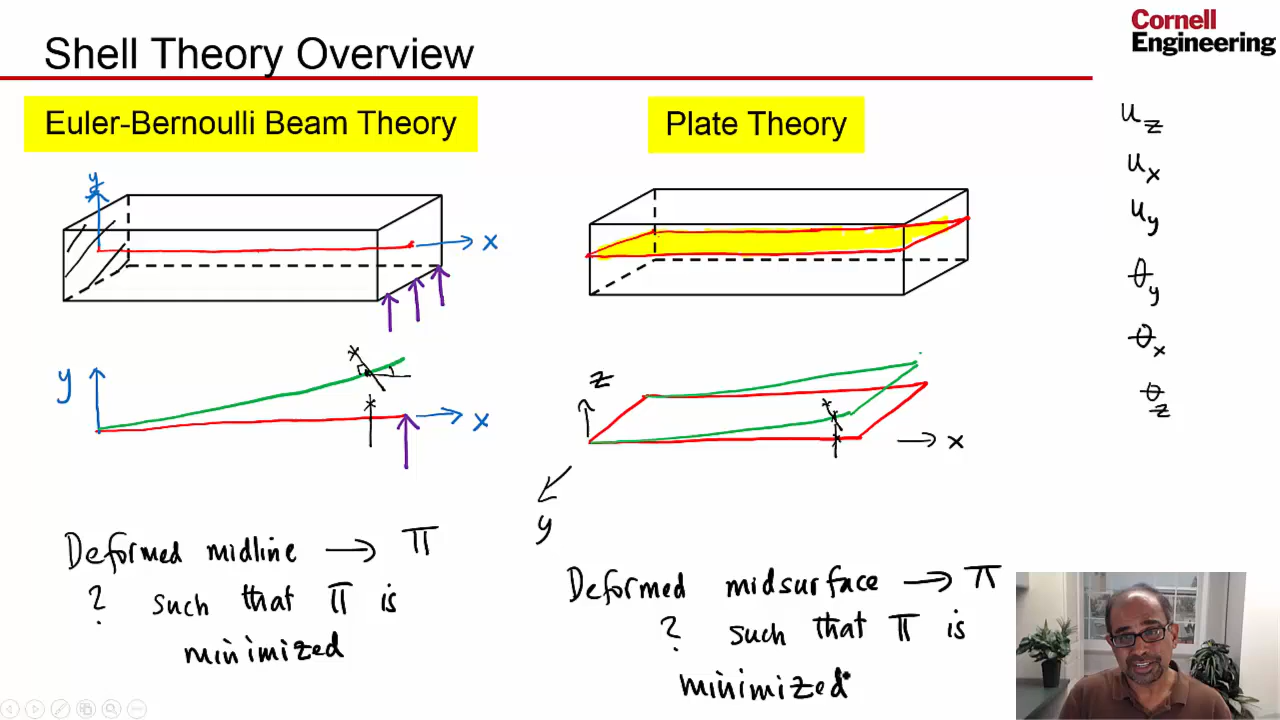 Shell Theory Overview
Cornell
Engineering
Euler-Bernoulli Beam Theory
y
x
y
x
Deformed midline → π
? such that π is
minimized
Plate Theory
z
x
y
Deformed midsurface → π
? such that π is
minimized
u_z
u_x
u_y
θ_y
θ_x
θ_z